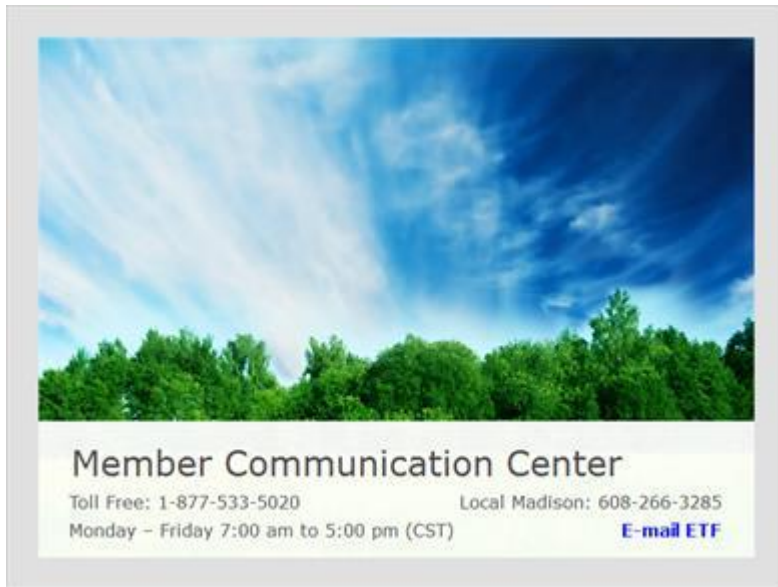 Member Communication Center
Toll Free: 1-877-533-5020 Local Madison: 608-266-3285
Monday – Friday 7:00 am to 5:00 pm (CST) E-mail ETF